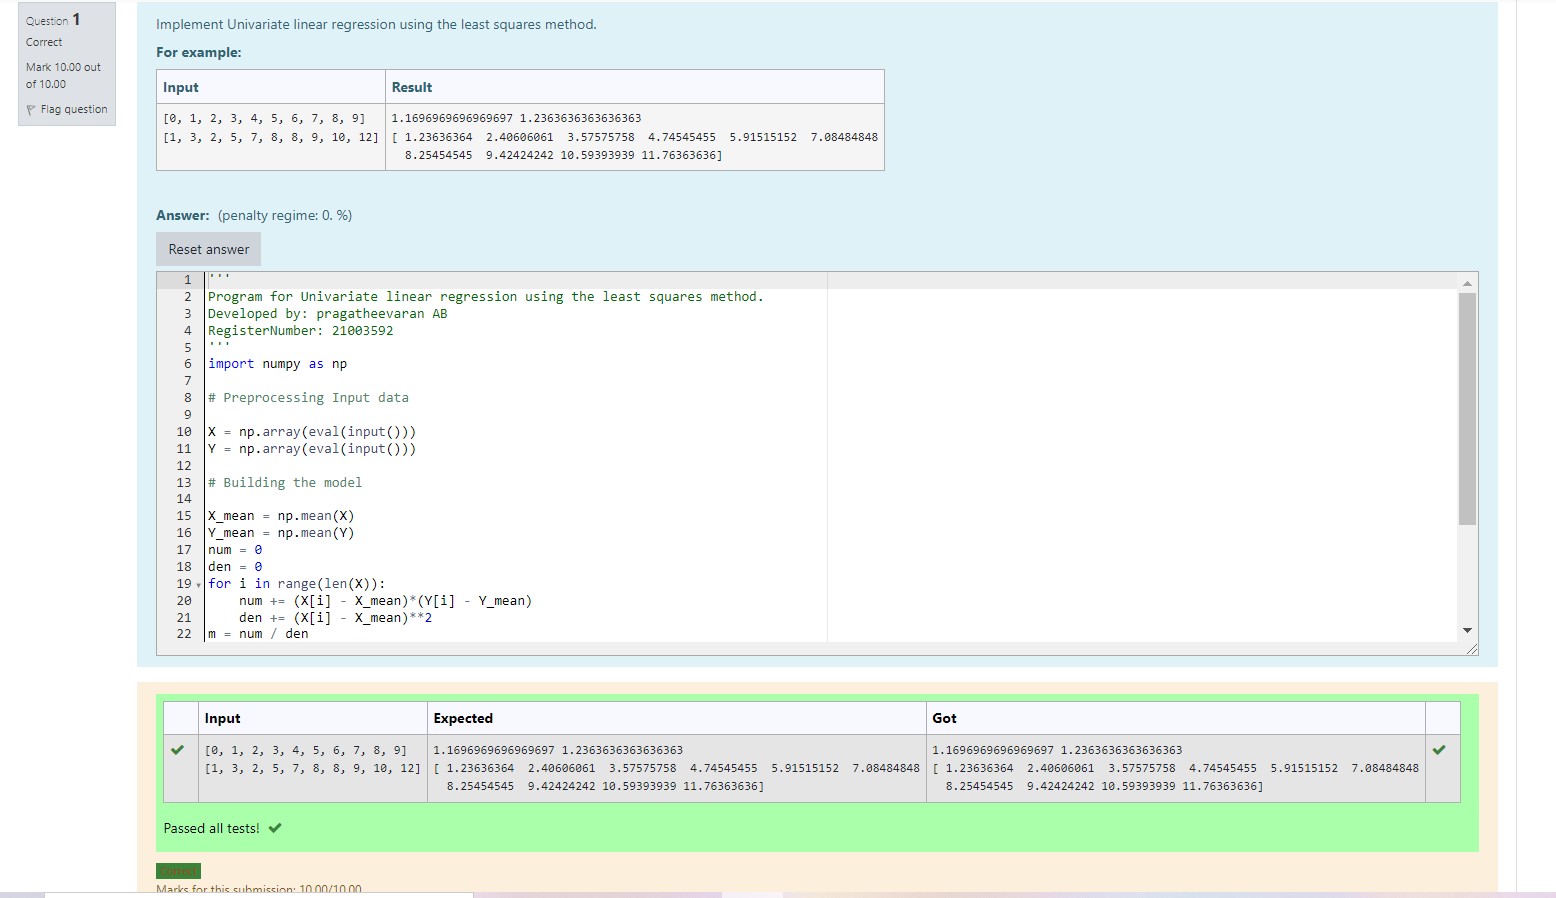 Question 1
Correct
Mark 10.00 out
of 10.00
Flag question
Implement Univariate linear regression using the least squares method.
For example:
Input Result
[0, 1, 2, 3, 4, 5, 6, 7, 8, 9] 1.1696969696969697 1.2363636363636363
[1, 3, 2, 5, 7, 8, 8, 9, 10, 12] [ 1.23636364 2.40606061 3.57575758 4.74545455 5.91515152 7.08484848
8.25454545 9.42424242 10.59393939 11.76363636]
Answer: (penalty regime: 0. %)
Reset answer
1 '''
2 Program for Univariate linear regression using the least squares method.
3 Developed by: pragatheevaran AB
4 RegisterNumber: 21003592
5 '''
6 import numpy as np
7
8 # Preprocessing Input data
9
10 X = np.array(eval(input()))
11 Y = np.array(eval(input()))
12
13 # Building the model
14
15 X_mean = np.mean(X)
16 Y_mean = np.mean(Y)
17 num = 0
18 den = 0
19 for i in range(len(X)):
20 num += (X[i] - X_mean)*(Y[i] - Y_mean)
21 den += (X[i] - X_mean)**2
22 m = num / den
Input Expected Got
[0, 1, 2, 3, 4, 5, 6, 7, 8, 9] 1.1696969696969697 1.2363636363636363 1.1696969696969697 1.2363636363636363
[1, 3, 2, 5, 7, 8, 8, 9, 10, 12] [ 1.23636364 2.40606061 3.57575758 4.74545455 5.91515152 7.08484848 [ 1.23636364 2.40606061 3.57575758 4.74545455 5.91515152 7.08484848
8.25454545 9.42424242 10.59393939 11.76363636] 8.25454545 9.42424242 10.59393939 11.76363636]
Passed all tests!
Correct
Marks for this submission: 10.00/10.00